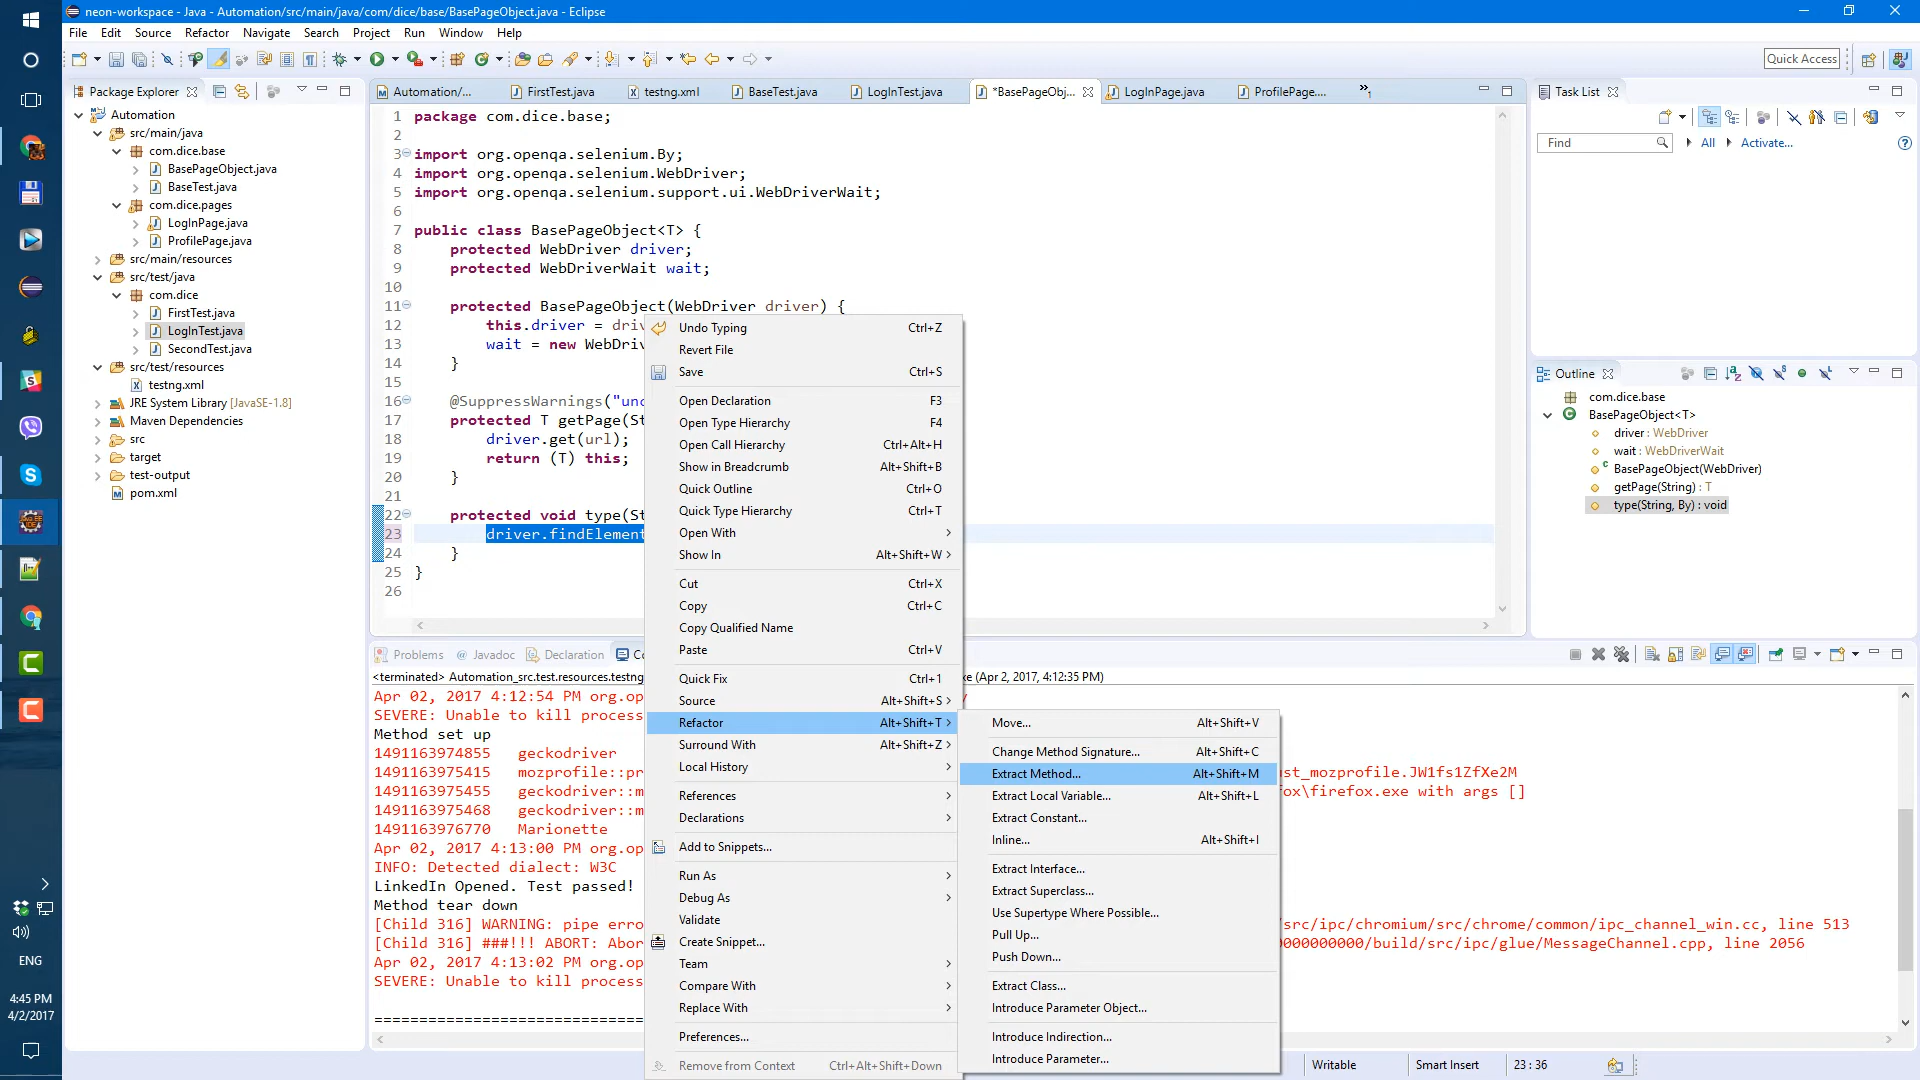 neon-workspace - Java - Automation/src/main/java/com/dice/base/BasePageObject.java - Eclipse
File Edit Source Refactor Navigate Search Project Run Window Help
Quick Access
Package Explorer
Automation
src/main/java
com.dice.base
BasePageObject.java
BaseTest.java
com.dice.pages
LogInPage.java
ProfilePage.java
src/main/resources
src/test/java
com.dice
FirstTest.java
LogInTest.java
SecondTest.java
src/test/resources
testng.xml
JRE System Library [JavaSE-1.8]
Maven Dependencies
src
target
test-output
pom.xml
Automation/... FirstTest.java testng.xml BaseTest.java LogInTest.java *BasePageObj... LogInPage.java ProfilePage.... »1
1 package com.dice.base;
2
3 import org.openqa.selenium.By;
4 import org.openqa.selenium.WebDriver;
5 import org.openqa.selenium.support.ui.WebDriverWait;
6
7 public class BasePageObject<T> {
8 protected WebDriver driver;
9 protected WebDriverWait wait;
10
11 protected BasePageObject(WebDriver driver) {
12 this.driver = driv
13 wait = new WebDriv
14 }
15
16 @SuppressWarnings("unc
17 protected T getPage(St
18 driver.get(url);
19 return (T) this;
20 }
21
22 protected void type(St
23 driver.findElement
24 }
25 }
26
Undo Typing Ctrl+Z
Revert File
Save Ctrl+S
Open Declaration F3
Open Type Hierarchy F4
Open Call Hierarchy Ctrl+Alt+H
Show in Breadcrumb Alt+Shift+B
Quick Outline Ctrl+O
Quick Type Hierarchy Ctrl+T
Open With
Show In Alt+Shift+W
Cut Ctrl+X
Copy Ctrl+C
Copy Qualified Name
Paste Ctrl+V
Quick Fix Ctrl+1
Source Alt+Shift+S
Refactor Alt+Shift+T
Surround With Alt+Shift+Z
Local History
References
Declarations
Add to Snippets...
Run As
Debug As
Validate
Create Snippet...
Team
Compare With
Replace With
Preferences...
Remove from Context Ctrl+Alt+Shift+Down
Move... Alt+Shift+V
Change Method Signature... Alt+Shift+C
Extract Method... Alt+Shift+M
Extract Local Variable... Alt+Shift+L
Extract Constant...
Inline... Alt+Shift+I
Extract Interface...
Extract Superclass...
Use Supertype Where Possible...
Pull Up...
Push Down...
Extract Class...
Introduce Parameter Object...
Introduce Indirection...
Introduce Parameter...
Task List
Find All Activate...
Outline
com.dice.base
BasePageObject<T>
driver : WebDriver
wait : WebDriverWait
BasePageObject(WebDriver)
getPage(String) : T
type(String, By) : void
Problems Javadoc Declaration Co
<terminated> Automation_src.test.resources.testng xe (Apr 2, 2017, 4:12:35 PM)
Apr 02, 2017 4:12:54 PM org.op
SEVERE: Unable to kill process
Method set up
1491163974855 geckodriver
1491163975415 mozprofile::pr ust_mozprofile.JW1fs1ZfXe2M
1491163975455 geckodriver::m fox\firefox.exe with args []
1491163975468 geckodriver::m
1491163976770 Marionette
Apr 02, 2017 4:13:00 PM org.op
INFO: Detected dialect: W3C
LinkedIn Opened. Test passed!
Method tear down
[Child 316] WARNING: pipe erro /src/ipc/chromium/src/chrome/common/ipc_channel_win.cc, line 513
[Child 316] ###!!! ABORT: Abor 0000000000/build/src/ipc/glue/MessageChannel.cpp, line 2056
Apr 02, 2017 4:13:02 PM org.op
SEVERE: Unable to kill process
==============================
Writable Smart Insert 23 : 36
ENG
4:45 PM
4/2/2017